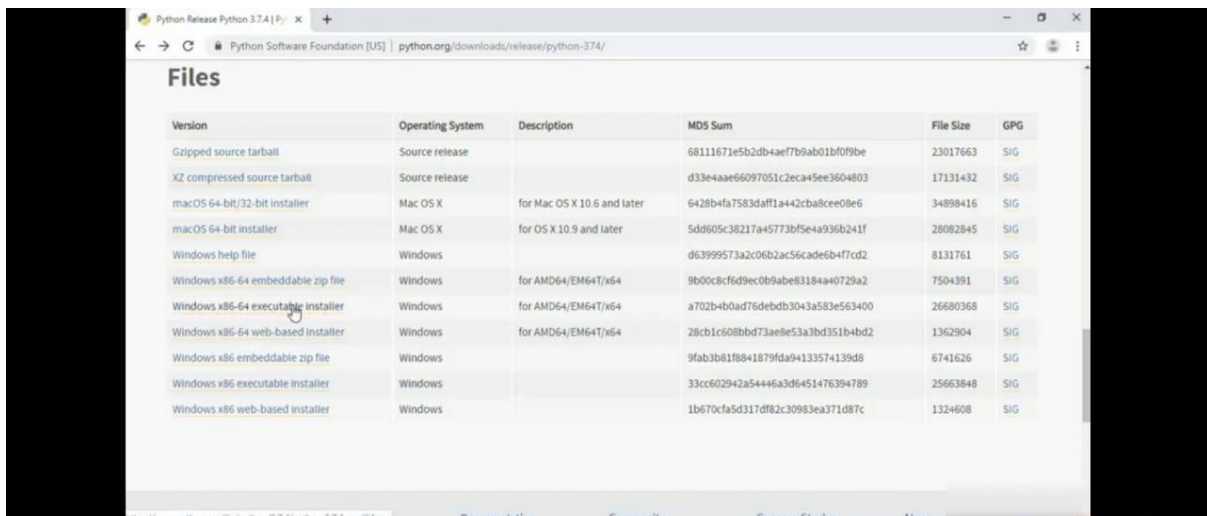 Python Release Python 3.7.4 | Py
Python Software Foundation [US] | python.org/downloads/release/python-374/
Files
Version Operating System Description MD5 Sum File Size GPG
Gzipped source tarball Source release 68111671e5b2db4aef7b9ab01bf0f9be 23017663 SIG
XZ compressed source tarball Source release d33e4aae66097051c2eca45ee3604803 17131432 SIG
macOS 64-bit/32-bit installer Mac OS X for Mac OS X 10.6 and later 6428b4fa7583daff1a442cba8cee08e6 34898416 SIG
macOS 64-bit installer Mac OS X for OS X 10.9 and later 5dd605c38217a45773bf5e4a936b241f 28082845 SIG
Windows help file Windows d63999573a2c06b2ac56cade6b4f7cd2 8131761 SIG
Windows x86-64 embeddable zip file Windows for AMD64/EM64T/x64 9b00c8cf6d9ec0b9abe83184a40729a2 7504391 SIG
Windows x86-64 executable installer Windows for AMD64/EM64T/x64 a702b4b0ad76debdb3043a583e563400 26680368 SIG
Windows x86-64 web-based installer Windows for AMD64/EM64T/x64 28cb1c608bbd73ae8e53a3bd351b4bd2 1362904 SIG
Windows x86 embeddable zip file Windows 9fab3b81f8841879fda94133574139d8 6741626 SIG
Windows x86 executable installer Windows 33cc602942a54446a3d6451476394789 25663848 SIG
Windows x86 web-based installer Windows 1b670cfa5d317df82c30983ea371d87c 1324608 SIG